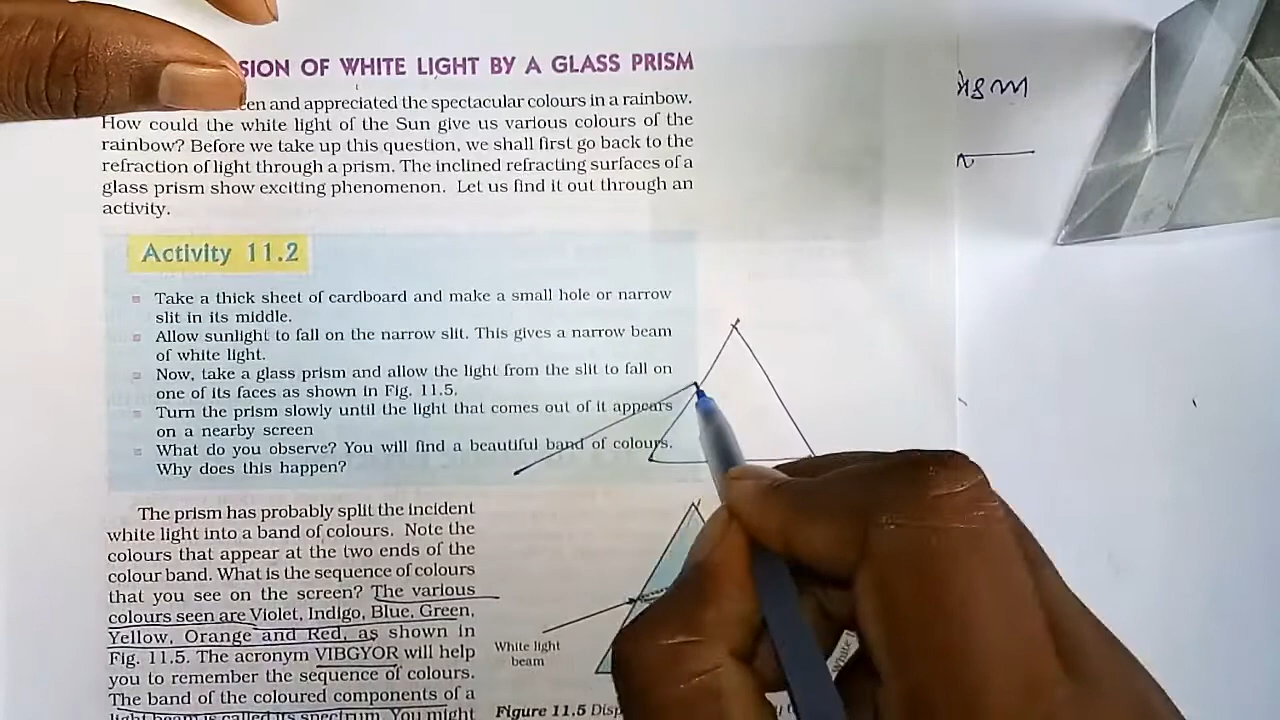 SION OF WHITE LIGHT BY A GLASS PRISM
en and appreciated the spectacular colours in a rainbow.
How could the white light of the Sun give us various colours of the
rainbow? Before we take up this question, we shall first go back to the
refraction of light through a prism. The inclined refracting surfaces of a
glass prism show exciting phenomenon. Let us find it out through an
activity.
Activity 11.2
Take a thick sheet of cardboard and make a small hole or narrow
slit in its middle.
Allow sunlight to fall on the narrow slit. This gives a narrow beam
of white light.
Now, take a glass prism and allow the light from the slit to fall on
one of its faces as shown in Fig. 11.5.
Turn the prism slowly until the light that comes out of it appears
on a nearby screen
What do you observe? You will find a beautiful band of colours.
Why does this happen?
The prism has probably split the incident
white light into a band of colours. Note the
colours that appear at the two ends of the
colour band. What is the sequence of colours
that you see on the screen? The various
colours seen are Violet, Indigo, Blue, Green,
Yellow, Orange and Red, as shown in
Fig. 11.5. The acronym VIBGYOR will help
you to remember the sequence of colours.
The band of the coloured components of a
light beam is called its spectrum. You might
White light
beam
White l
Figure 11.5 Disp